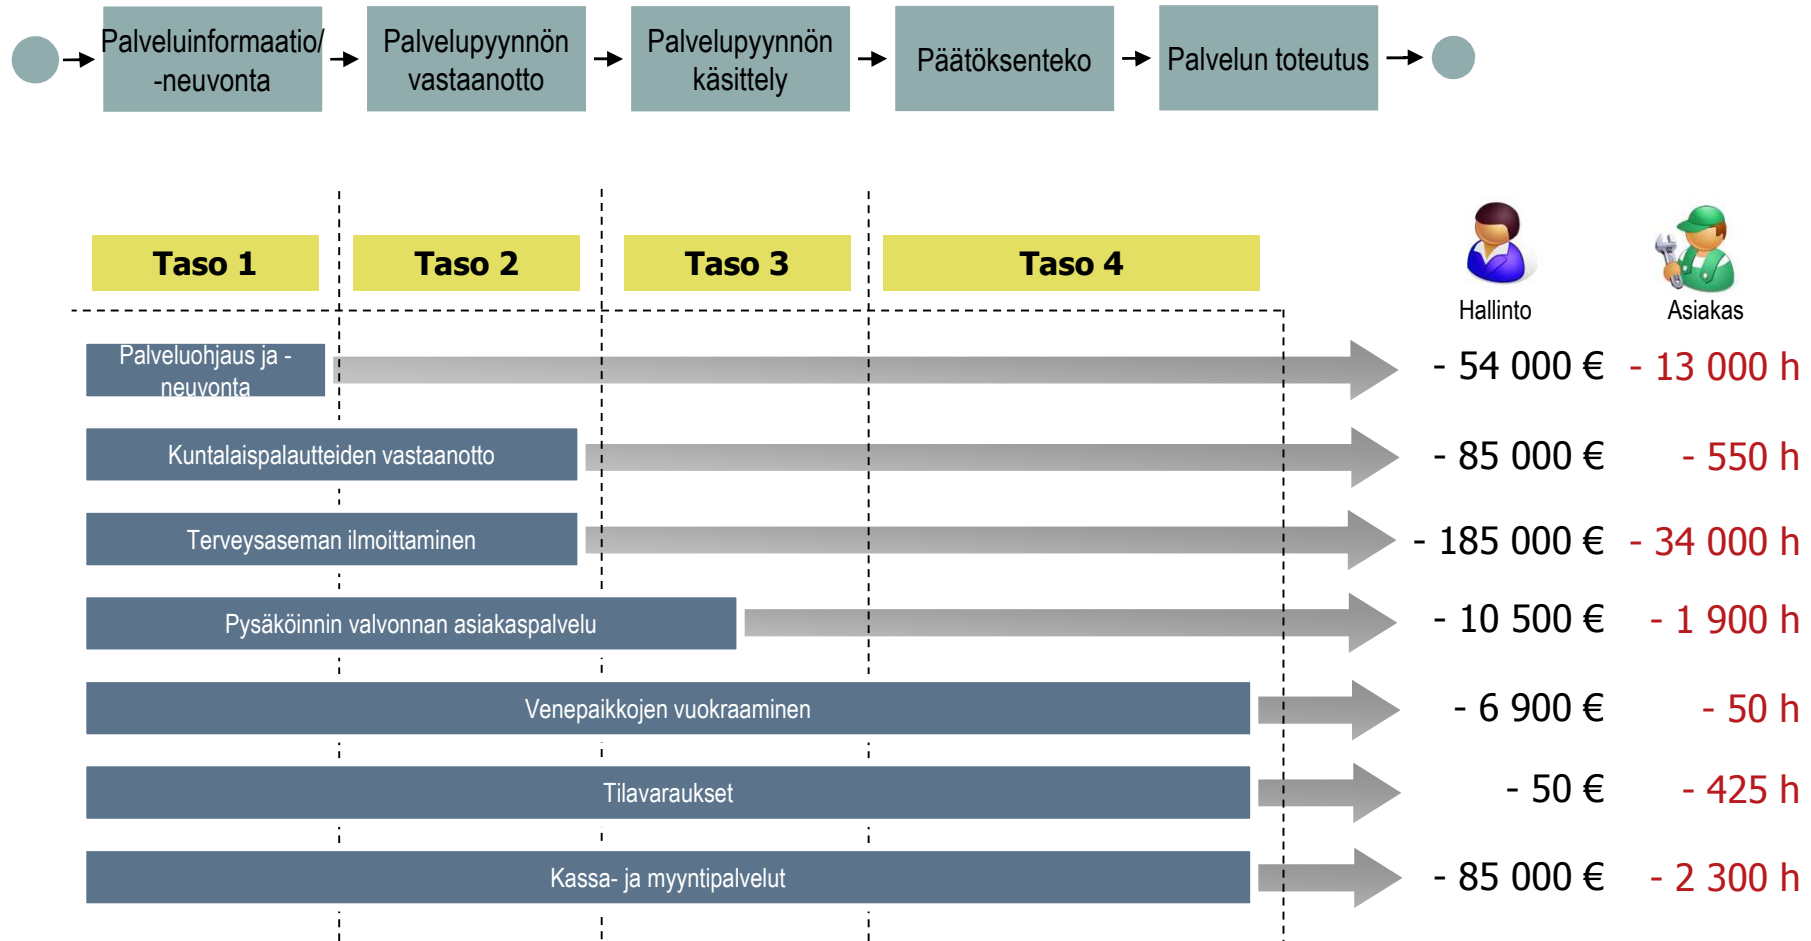 Palveluinformaatio/
-neuvonta
Palvelupyynnön
vastaanotto
Palvelupyynnön
käsittely
Päätöksenteko
Palvelun toteutus
Taso 1
Taso 2
Taso 3
Taso 4
Hallinto
Asiakas
Palveluohjaus ja -
neuvonta
- 54 000 €
- 13 000 h
Kuntalaispalautteiden vastaanotto
- 85 000 €
- 550 h
Terveysaseman ilmoittaminen
- 185 000 €
- 34 000 h
Pysäköinnin valvonnan asiakaspalvelu
- 10 500 €
- 1 900 h
Venepaikkojen vuokraaminen
- 6 900 €
- 50 h
Tilavaraukset
- 50 €
- 425 h
Kassa- ja myyntipalvelut
- 85 000 €
- 2 300 h